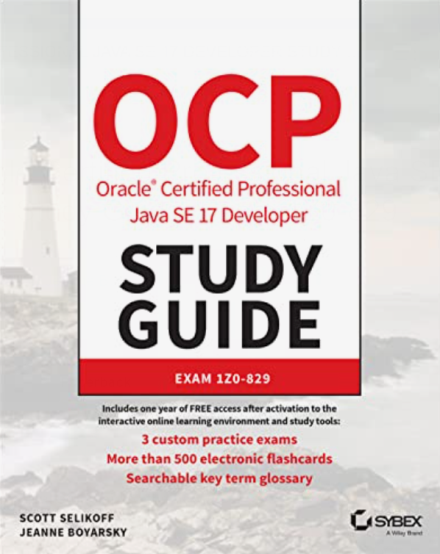 OCP
Oracle® Certified Professional
Java SE 17 Developer
STUDY
GUIDE
EXAM 1Z0-829
Includes one year of FREE access after activation to the
interactive online learning environment and study tools:
3 custom practice exams
More than 500 electronic flashcards
Searchable key term glossary
SCOTT SELIKOFF
JEANNE BOYARSKY
SYBEX
A Wiley Brand